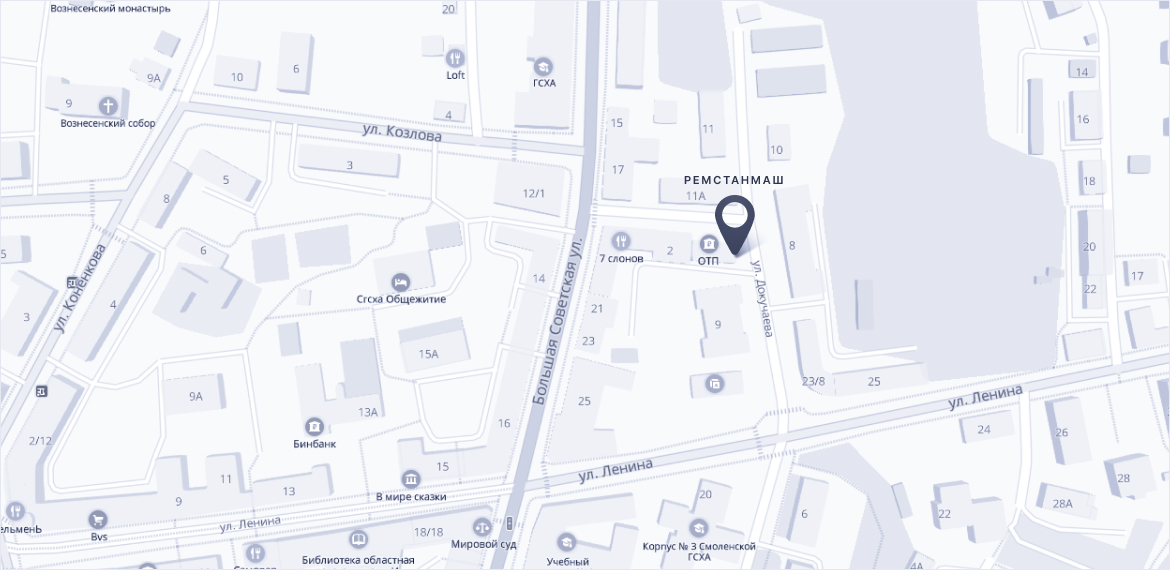 Вознесенский монастырь
20
9А
10
6
Loft
ГСХА
14
9
Вознесенский собор
4
ул. Козлова
15
11
16
10
3
17
5
18
РЕМСТАНМАШ
8
12/1
11А
6
7 слонов
2
ОТП
8
20
5
ул. Коненкова
14
Сгсха Общежитие
ул. Докучаева
17
22
4
3
21
Большая Советская ул.
9
23
15А
9А
13А
25
23/8
25
ул. Ленина
2/12
Бинбанк
16
24
26
15
ул. Ленина
11
13
9
В мире сказки
20
28
28А
ельменЬ
Bvs
ул. Ленина
18/18
Мировой суд
Корпус № 3 Смоленской
ГСХА
6
22
Библиотека областная
Учебный
4А